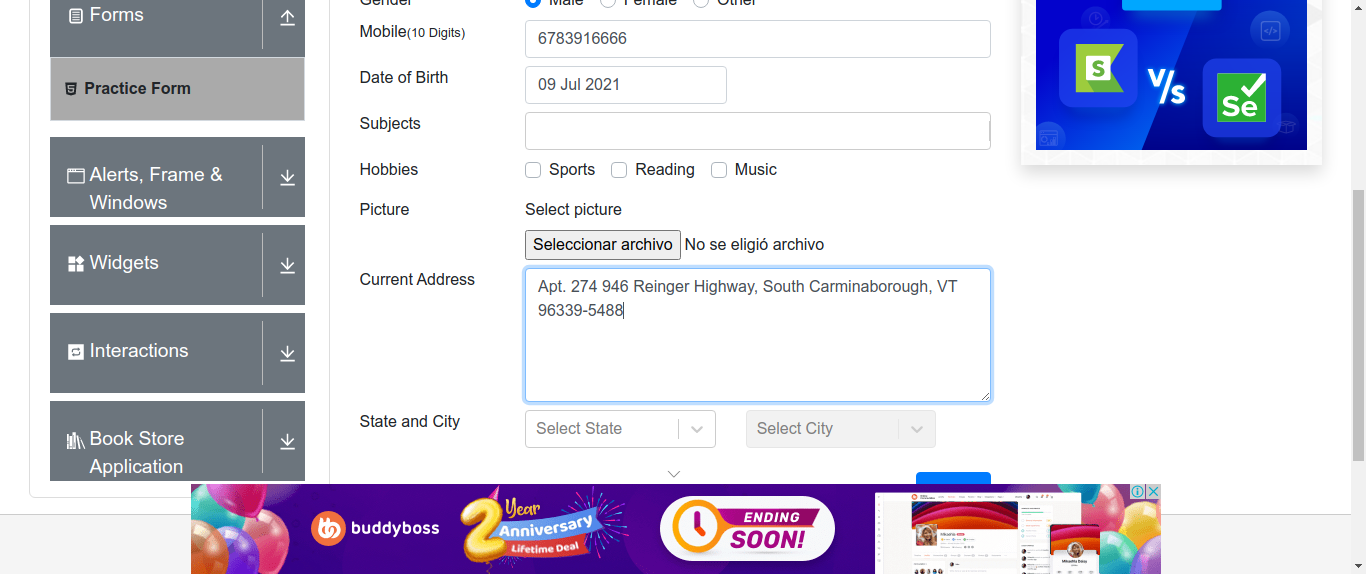 Forms
Practice Form
Alerts, Frame &
Windows
Widgets
Interactions
Book Store
Application
Gender Male Female Other
Mobile(10 Digits) 6783916666
Date of Birth 09 Jul 2021
Subjects
Hobbies Sports Reading Music
Picture Select picture
Seleccionar archivo No se eligió archivo
Current Address Apt. 274 946 Reinger Highway, South Carminaborough, VT
96339-5488
State and City Select State Select City
S
V/s
Se
buddyboss
2 Year
Anniversary
Lifetime Deal
ENDING
SOON!